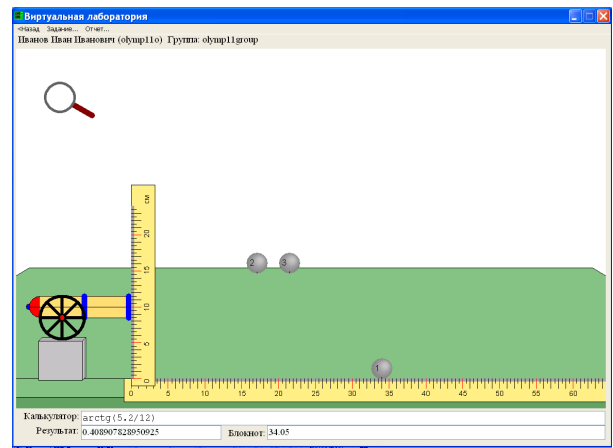 Виртуальная лаборатория
<Назад Задание... Отчет...
Иванов Иван Иванович (olymp11o) Группа: olymp11group
см
20
15
10
5
0
2
3
1
0 5 10 15 20 25 30 35 40 45 50 55 60
Калькулятор: arctg(5.2/12)
Результат: 0.408907828950925 Блокнот: 34.05